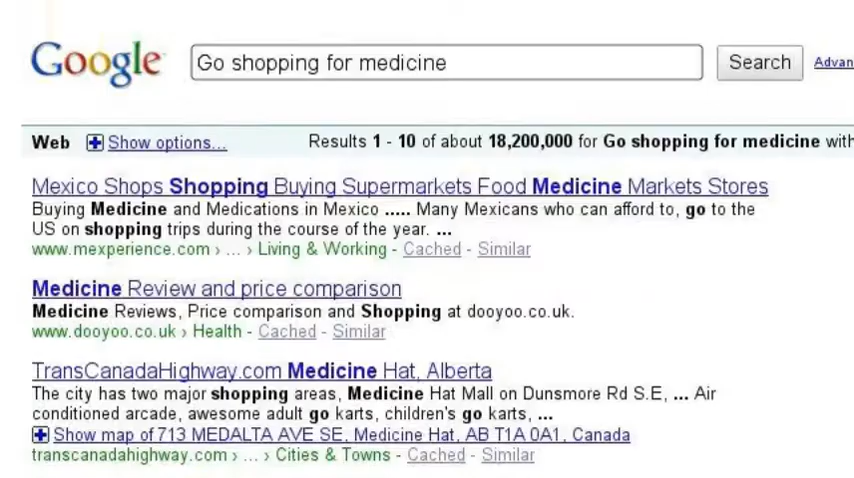 Google Go shopping for medicine Search
Web Show options... Results 1 - 10 of about 18,200,000 for Go shopping for medicine with
Mexico Shops Shopping Buying Supermarkets Food Medicine Markets Stores
Buying Medicine and Medications in Mexico ..... Many Mexicans who can afford to, go to the
US on shopping trips during the course of the year. ...
www.mexperience.com › ... › Living & Working - Cached - Similar
Medicine Review and price comparison
Medicine Reviews, Price comparison and Shopping at dooyoo.co.uk.
www.dooyoo.co.uk › Health - Cached - Similar
TransCanadaHighway.com Medicine Hat, Alberta
The city has two major shopping areas, Medicine Hat Mall on Dunsmore Rd S.E, ... Air
conditioned arcade, awesome adult go karts, children's go karts, ...
Show map of 713 MEDALTA AVE SE, Medicine Hat, AB T1A 0A1, Canada
transcanadahighway.com › ... › Cities & Towns - Cached - Similar